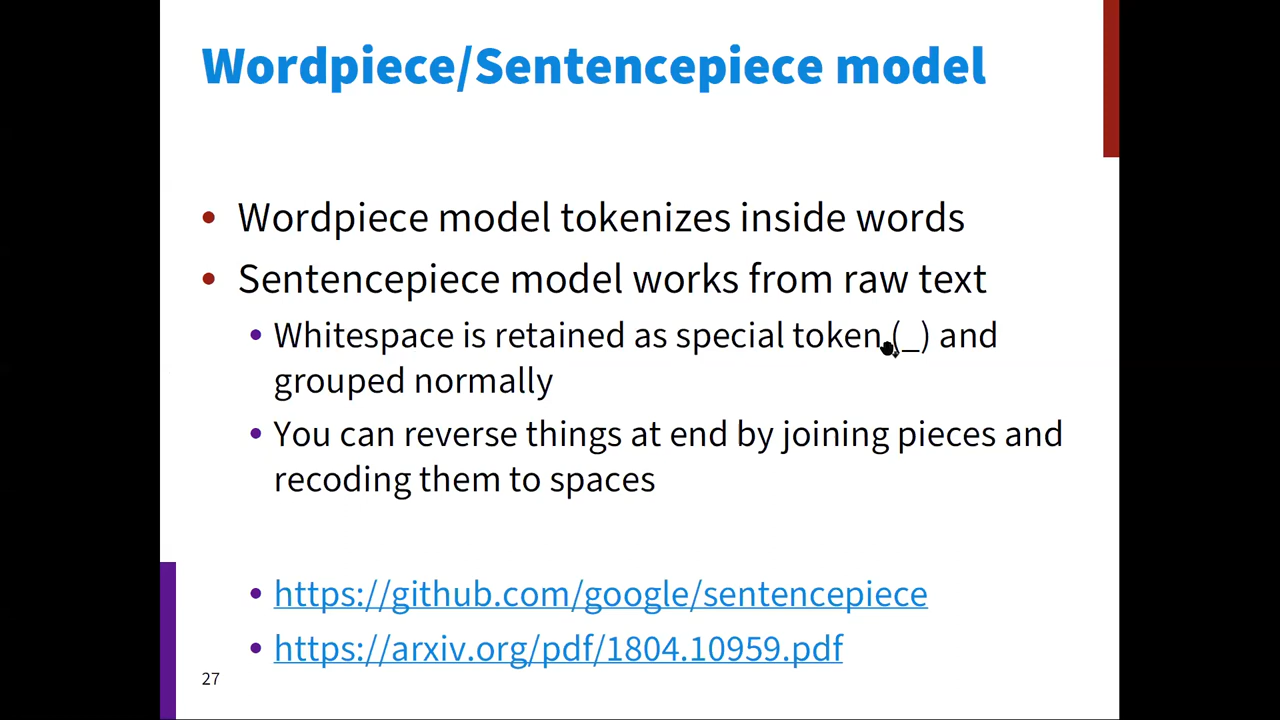 Wordpiece/Sentencepiece model
• Wordpiece model tokenizes inside words
• Sentencepiece model works from raw text
• Whitespace is retained as special token (_) and
grouped normally
• You can reverse things at end by joining pieces and
recoding them to spaces
• https://github.com/google/sentencepiece
• https://arxiv.org/pdf/1804.10959.pdf
27